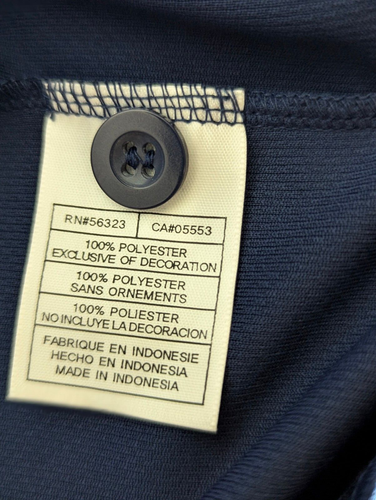 RN#56323 CA#05553
100% POLYESTER
EXCLUSIVE OF DECORATION
100% POLYESTER
SANS ORNEMENTS
100% POLIESTER
NO INCLUYE LA DECORACION
FABRIQUE EN INDONESIE
HECHO EN INDONESIA
MADE IN INDONESIA